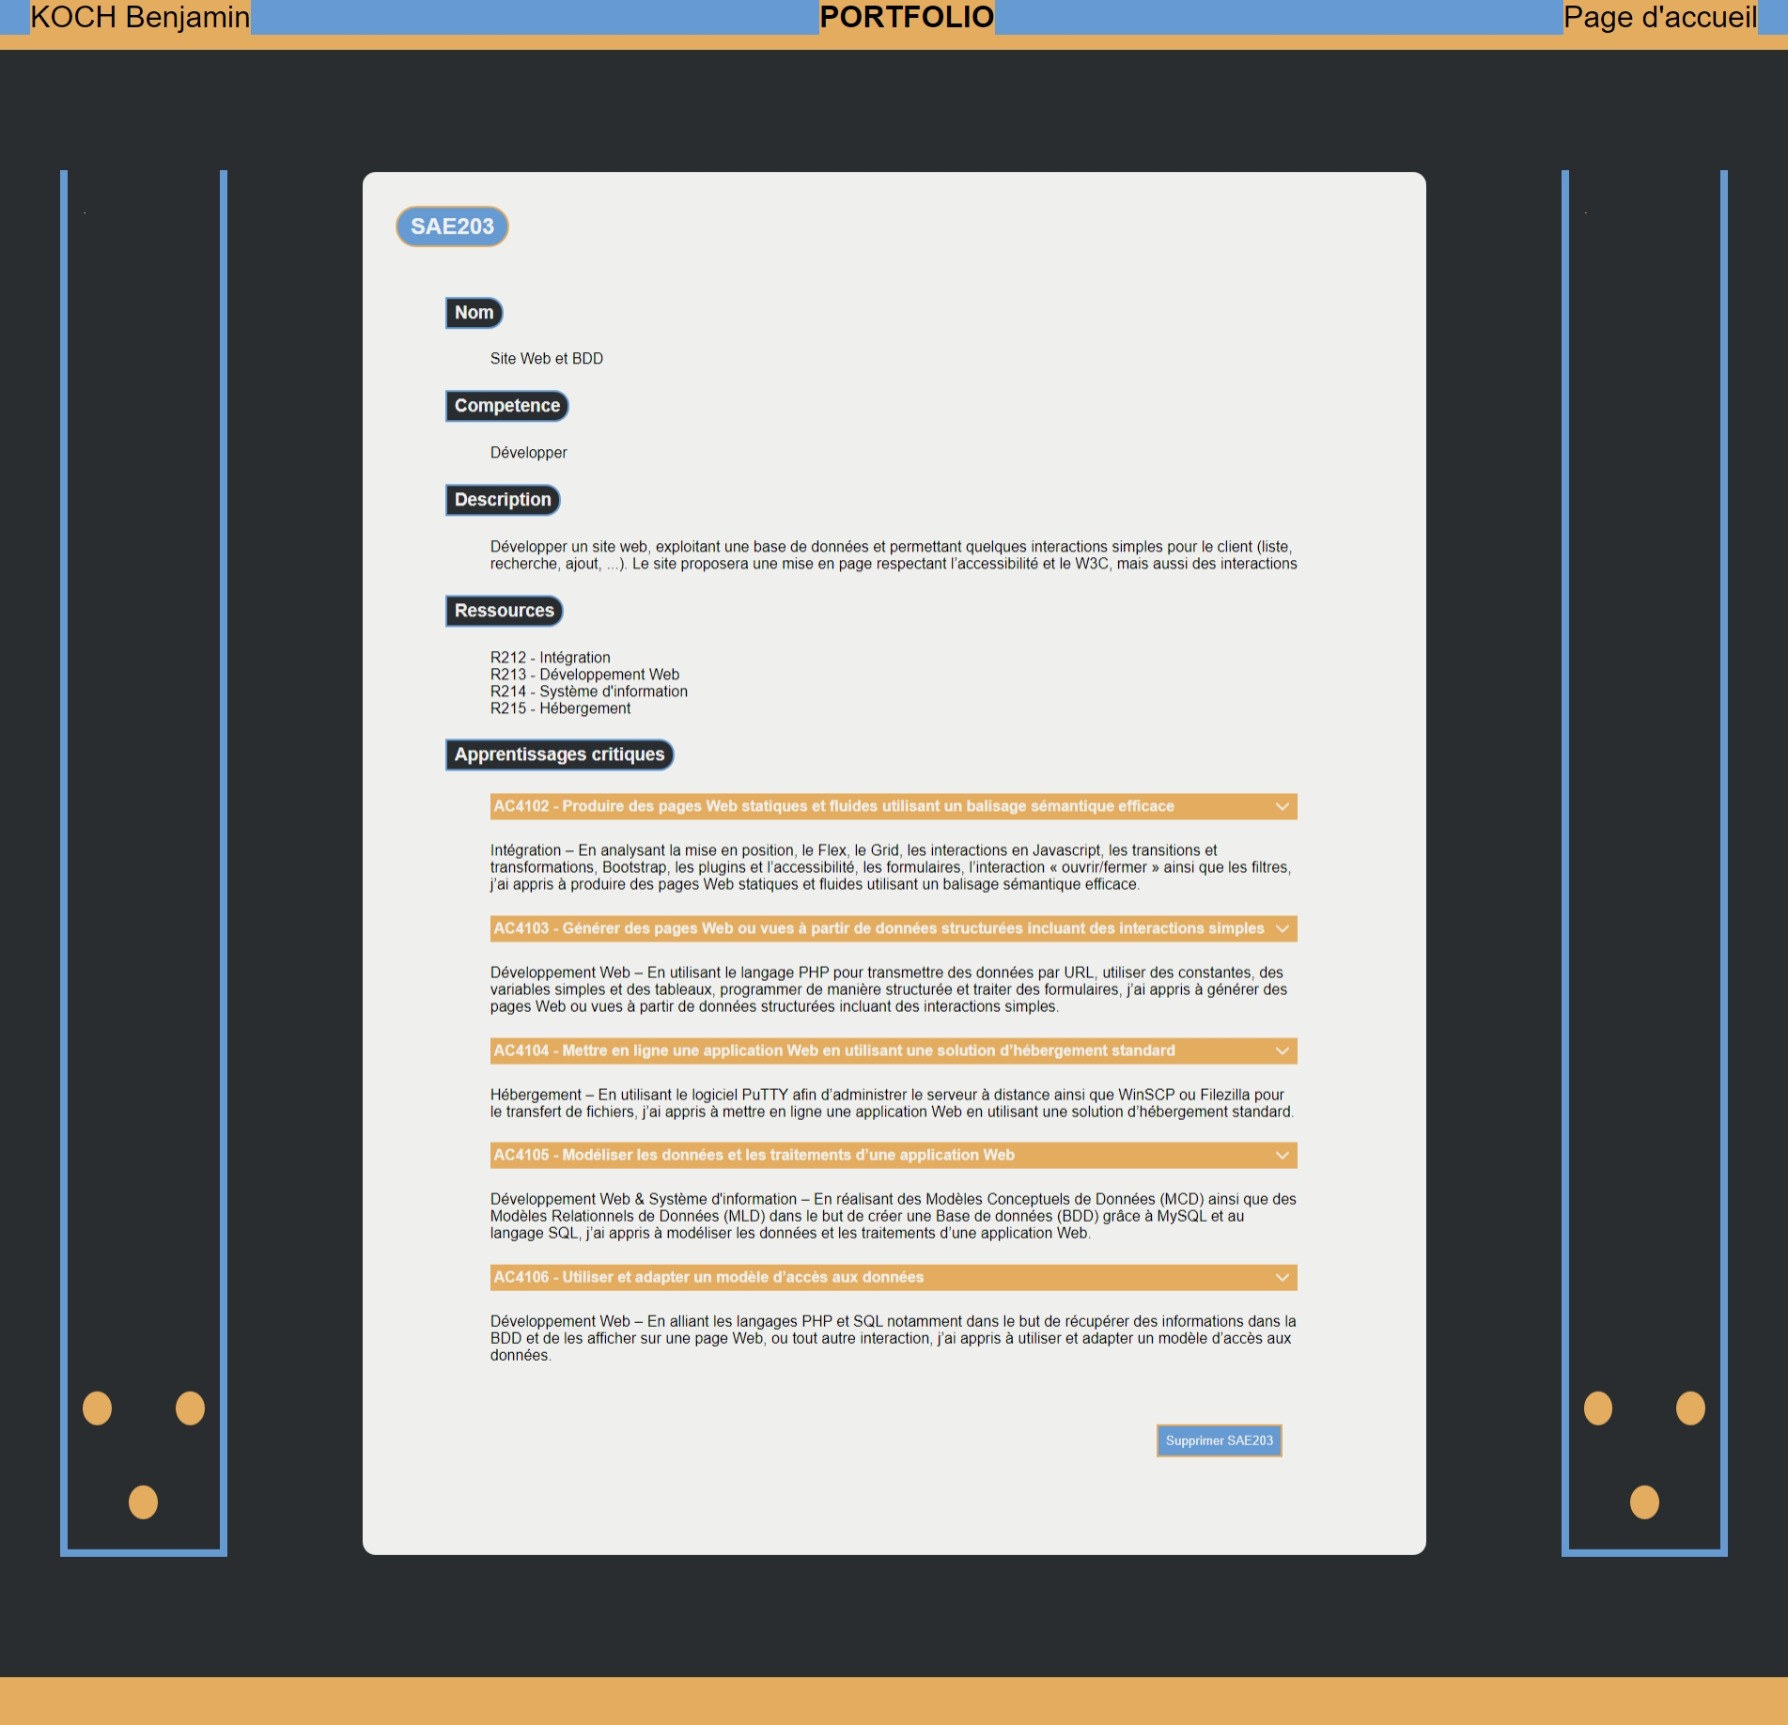 KOCH Benjamin
PORTFOLIO
Page d'accueil
SAE203
Nom
Site Web et BDD
Competence
Développer
Description
Développer un site web, exploitant une base de données et permettant quelques interactions simples pour le client (liste,
recherche, ajout, ...). Le site proposera une mise en page respectant l’accessibilité et le W3C, mais aussi des interactions
Ressources
R212 - Intégration
R213 - Développement Web
R214 - Système d'information
R215 - Hébergement
Apprentissages critiques
AC4102 - Produire des pages Web statiques et fluides utilisant un balisage sémantique efficace
Intégration – En analysant la mise en position, le Flex, le Grid, les interactions en Javascript, les transitions et
transformations, Bootstrap, les plugins et l’accessibilité, les formulaires, l’interaction « ouvrir/fermer » ainsi que les filtres,
j’ai appris à produire des pages Web statiques et fluides utilisant un balisage sémantique efficace.
AC4103 - Générer des pages Web ou vues à partir de données structurées incluant des interactions simples
Développement Web – En utilisant le langage PHP pour transmettre des données par URL, utiliser des constantes, des
variables simples et des tableaux, programmer de manière structurée et traiter des formulaires, j’ai appris à générer des
pages Web ou vues à partir de données structurées incluant des interactions simples.
AC4104 - Mettre en ligne une application Web en utilisant une solution d’hébergement standard
Hébergement – En utilisant le logiciel PuTTY afin d’administrer le serveur à distance ainsi que WinSCP ou Filezilla pour
le transfert de fichiers, j’ai appris à mettre en ligne une application Web en utilisant une solution d’hébergement standard.
AC4105 - Modéliser les données et les traitements d’une application Web
Développement Web & Système d'information – En réalisant des Modèles Conceptuels de Données (MCD) ainsi que des
Modèles Relationnels de Données (MLD) dans le but de créer une Base de données (BDD) grâce à MySQL et au
langage SQL, j’ai appris à modéliser les données et les traitements d’une application Web.
AC4106 - Utiliser et adapter un modèle d’accès aux données
Développement Web – En alliant les langages PHP et SQL notamment dans le but de récupérer des informations dans la
BDD et de les afficher sur une page Web, ou tout autre interaction, j’ai appris à utiliser et adapter un modèle d’accès aux
données.
Supprimer SAE203